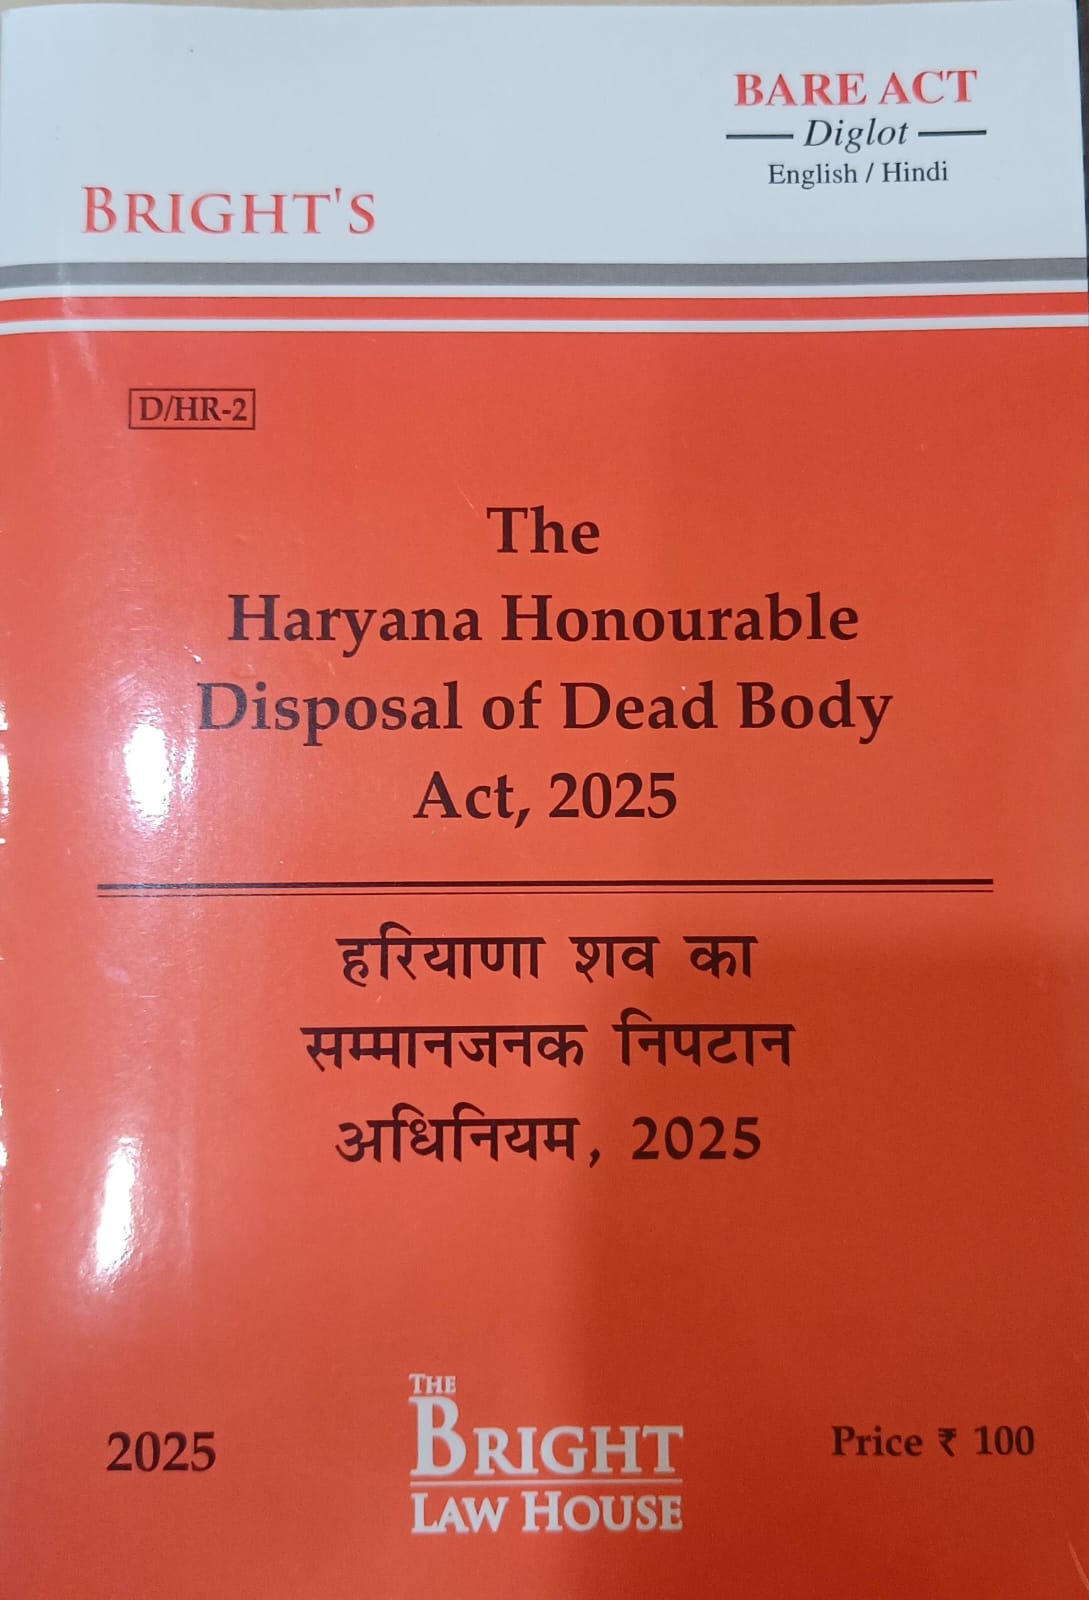 BARE ACT
Diglot
English / Hindi
BRIGHT'S
D/HR-2
The
Haryana Honourable
Disposal of Dead Body
Act, 2025
हरियाणा शव का
सम्मानजनक निपटान
अधिनियम, 2025
2025
THE
BRIGHT
LAW HOUSE
Price ₹ 100